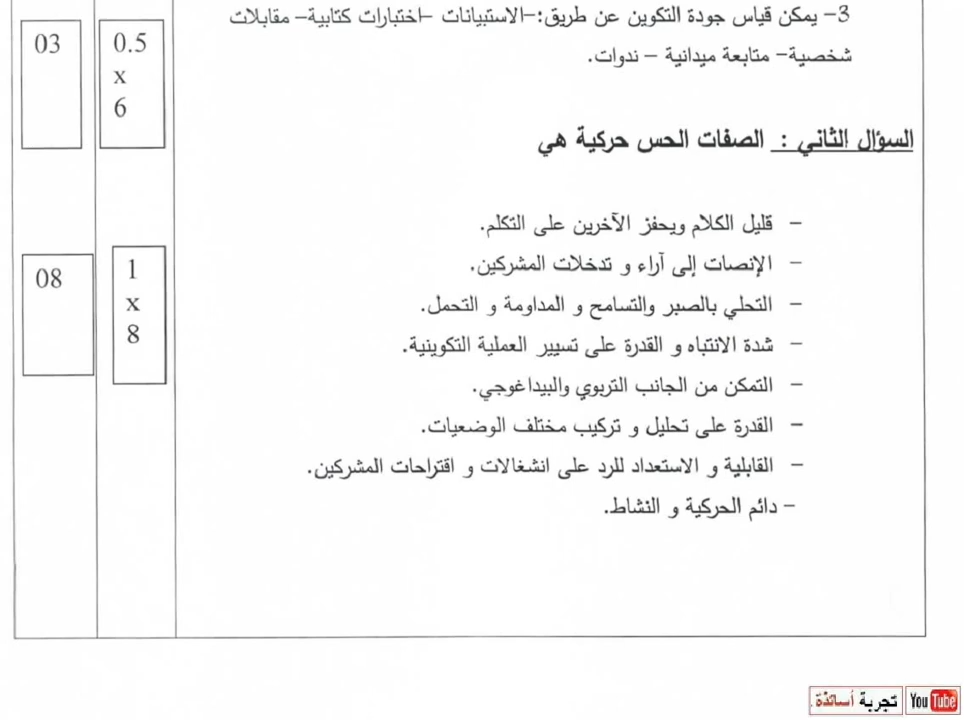 3- يمكن قياس جودة التكوين عن طريق:-الاستبيانات -اختبارات كتابية- مقابلات
شخصية- متابعة ميدانية - ندوات.
0.5
x
6
03
السؤال الثاني : الصفات الحس حركية هي
- قليل الكلام ويحفز الآخرين على التكلم.
- الإنصات إلى آراء و تدخلات المشركين.
- التحلي بالصبر والتسامح و المداومة و التحمل.
- شدة الانتباه و القدرة على تسيير العملية التكوينية.
- التمكن من الجانب التربوي والبيداغوجي.
- القدرة على تحليل و تركيب مختلف الوضعيات.
- القابلية و الاستعداد للرد على انشغالات و اقتراحات المشركين.
- دائم الحركية و النشاط.
1
x
8
08
You Tube تجربة أساتذة.